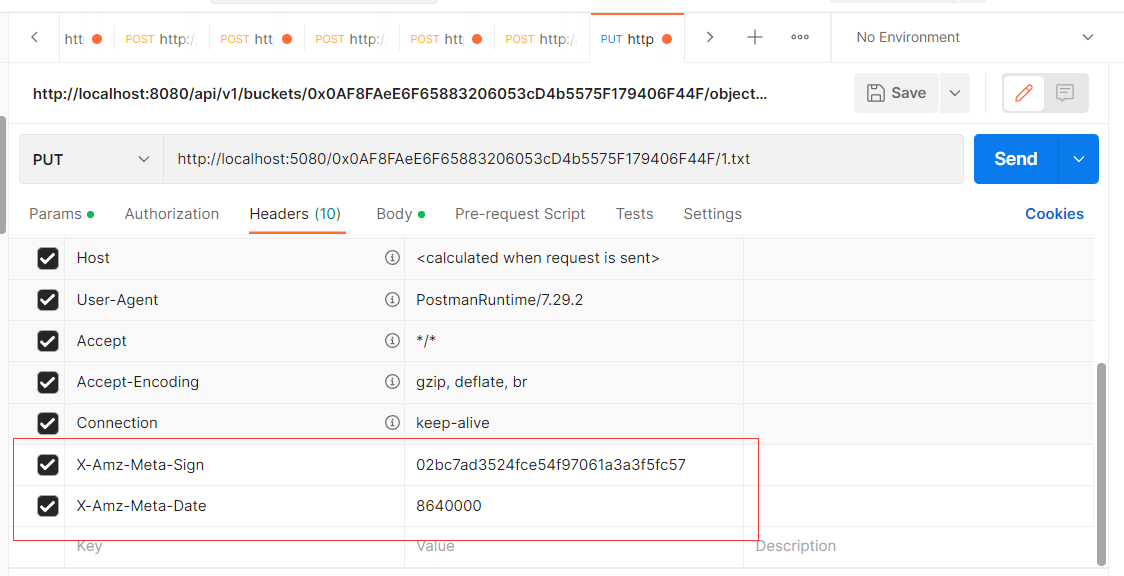 htt POST http:/ POST htt POST http:/ POST htt POST http:/ PUT http No Environment
http://localhost:8080/api/v1/buckets/0x0AF8FAeE6F65883206053cD4b5575F179406F44F/object... Save
PUT http://localhost:5080/0x0AF8FAeE6F65883206053cD4b5575F179406F44F/1.txt Send
Params Authorization Headers (10) Body Pre-request Script Tests Settings Cookies
Host <calculated when request is sent>
User-Agent PostmanRuntime/7.29.2
Accept */*
Accept-Encoding gzip, deflate, br
Connection keep-alive
X-Amz-Meta-Sign 02bc7ad3524fce54f97061a3a3f5fc57
X-Amz-Meta-Date 8640000
Key Value Description